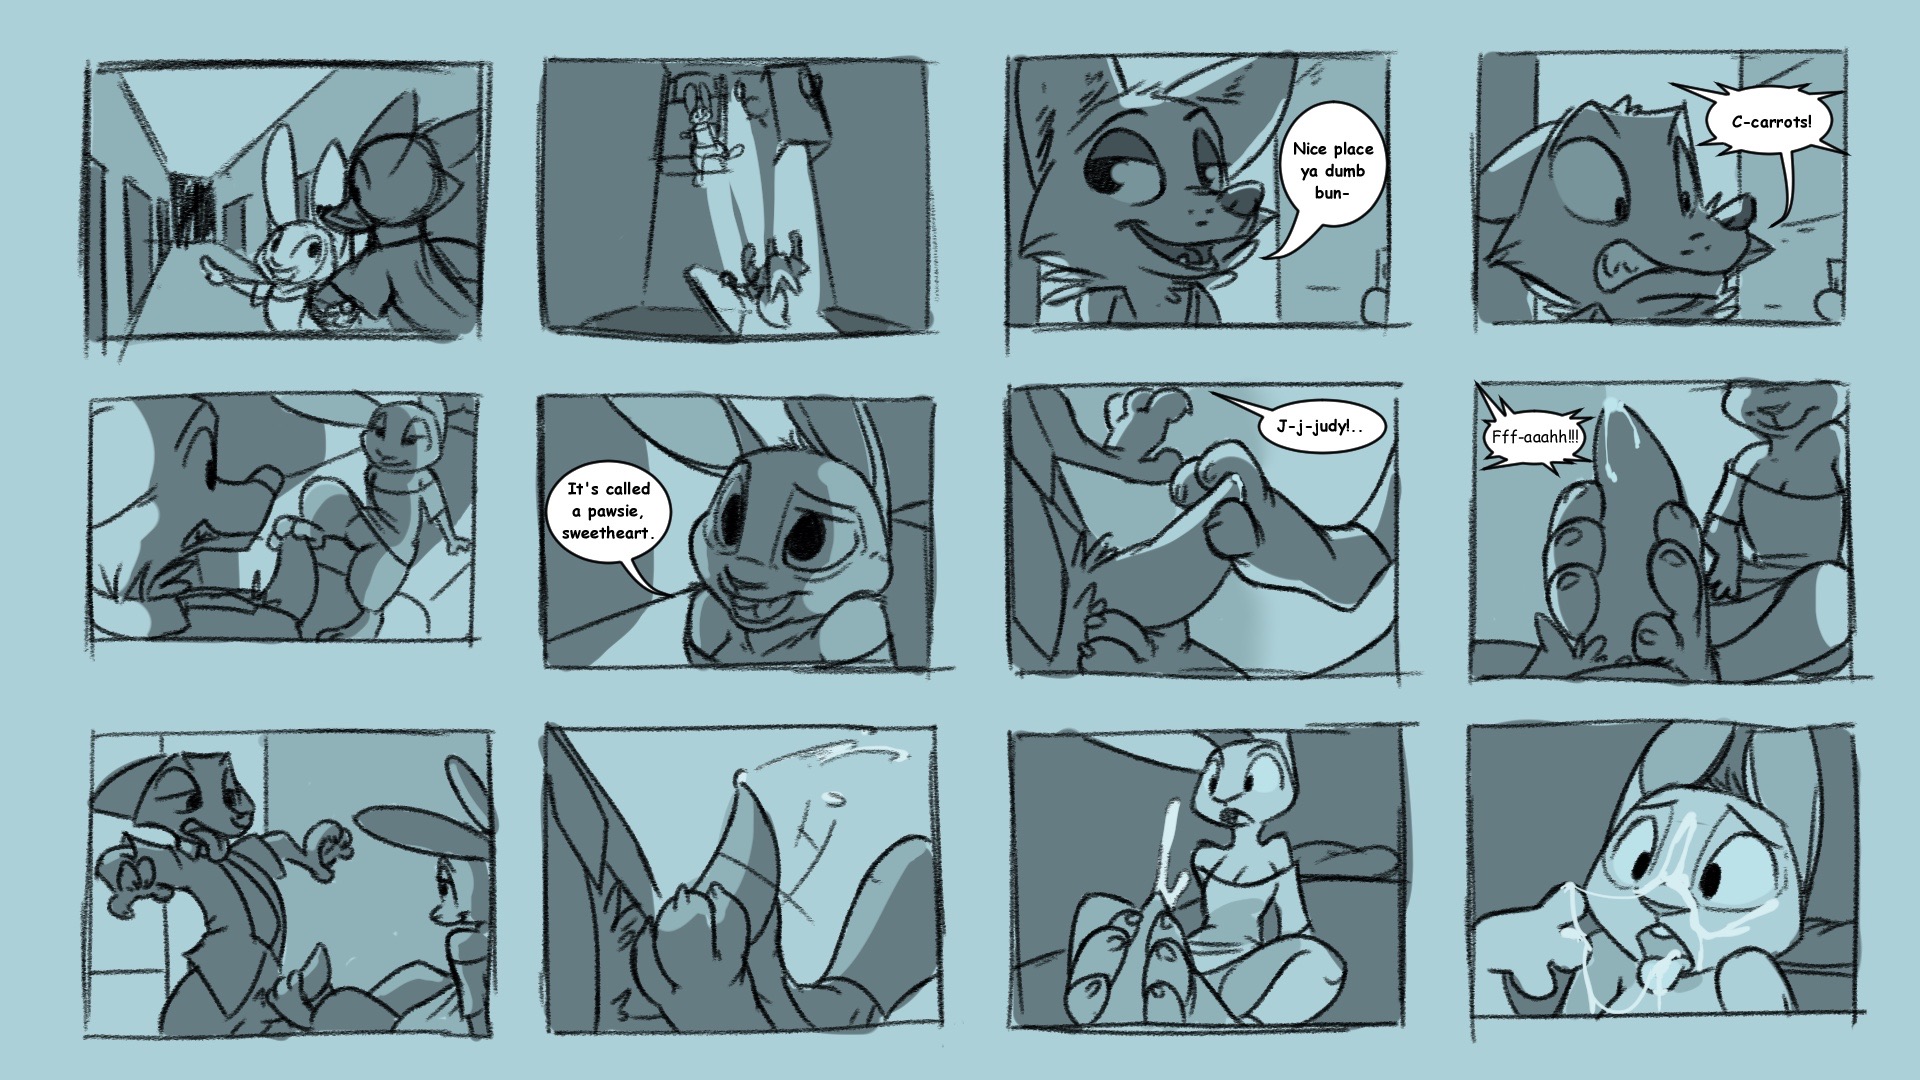 Nice place
ya dumb
bun-
C-carrots!
It's called
a pawsie,
sweetheart.
J-j-judy!..
Fff-aaahh!!!